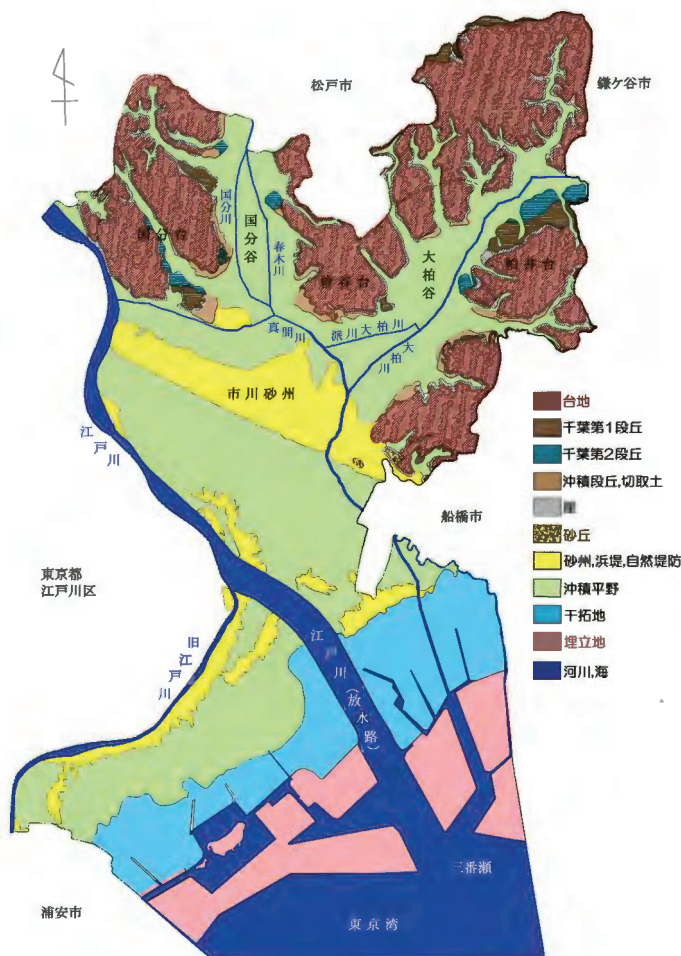 松戸市
鎌ケ谷市
国分台
国分川
国分谷
春木川
曽谷台
大柏谷
柏井台
真間川
派川大柏川
大柏川
市川砂州
江戸川
船橋市
東京都
江戸川区
旧江戸川
江戸川(放水路)
三番瀬
浦安市
東京湾
台地
千葉第1段丘
千葉第2段丘
沖積段丘,切取土
崖
砂丘
砂州,浜堤,自然堤防
沖積平野
干拓地
埋立地
河川,海